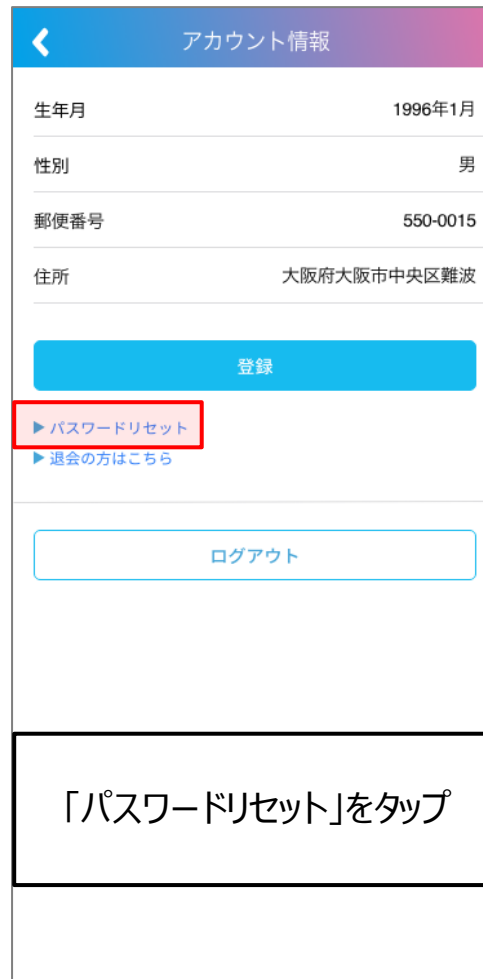 アカウント情報
生年月 1996年1月
性別 男
郵便番号 550-0015
住所 大阪府大阪市中央区難波
登録
▶ パスワードリセット
▶ 退会の方はこちら
ログアウト
「パスワードリセット」をタップ